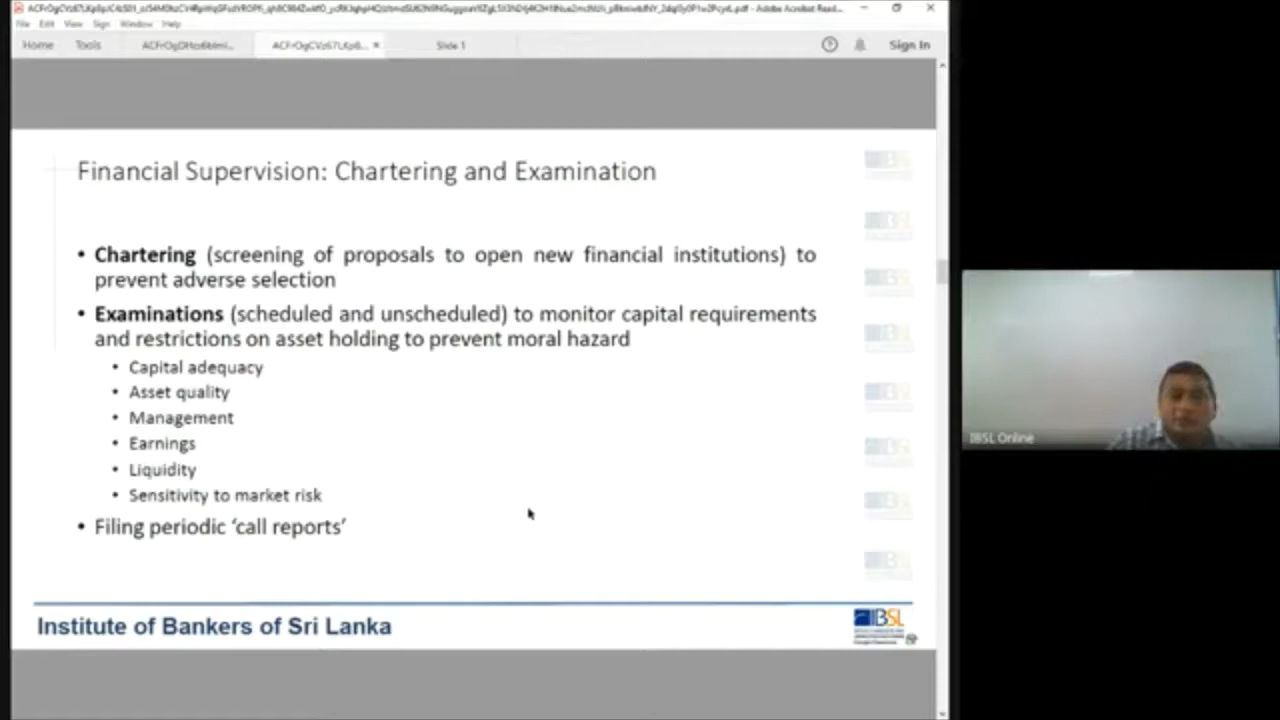 File Edit View Sign Window Help
Home Tools Slide 1 Sign In
Financial Supervision: Chartering and Examination
• Chartering (screening of proposals to open new financial institutions) to
prevent adverse selection
• Examinations (scheduled and unscheduled) to monitor capital requirements
and restrictions on asset holding to prevent moral hazard
• Capital adequacy
• Asset quality
• Management
• Earnings
• Liquidity
• Sensitivity to market risk
• Filing periodic ‘call reports’
Institute of Bankers of Sri Lanka
IBSL
IBSL Online